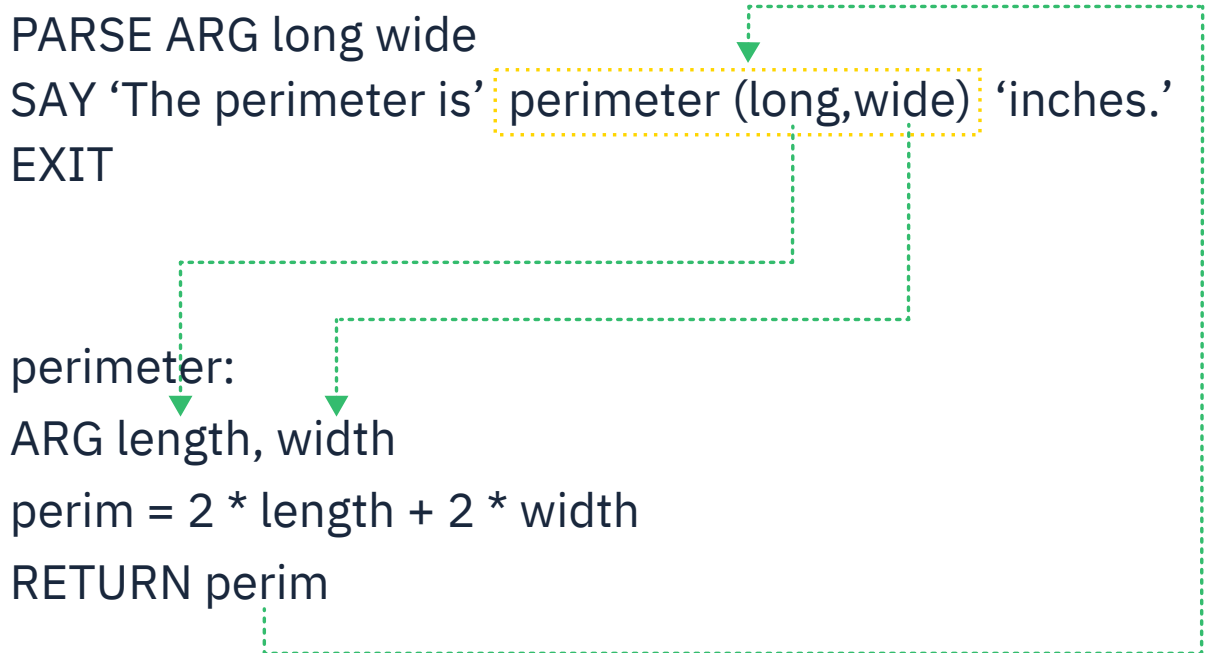 PARSE ARG long wide
SAY ‘The perimeter is’ perimeter (long,wide) ‘inches.’
EXIT
perimeter:
ARG length, width
perim = 2 * length + 2 * width
RETURN perim